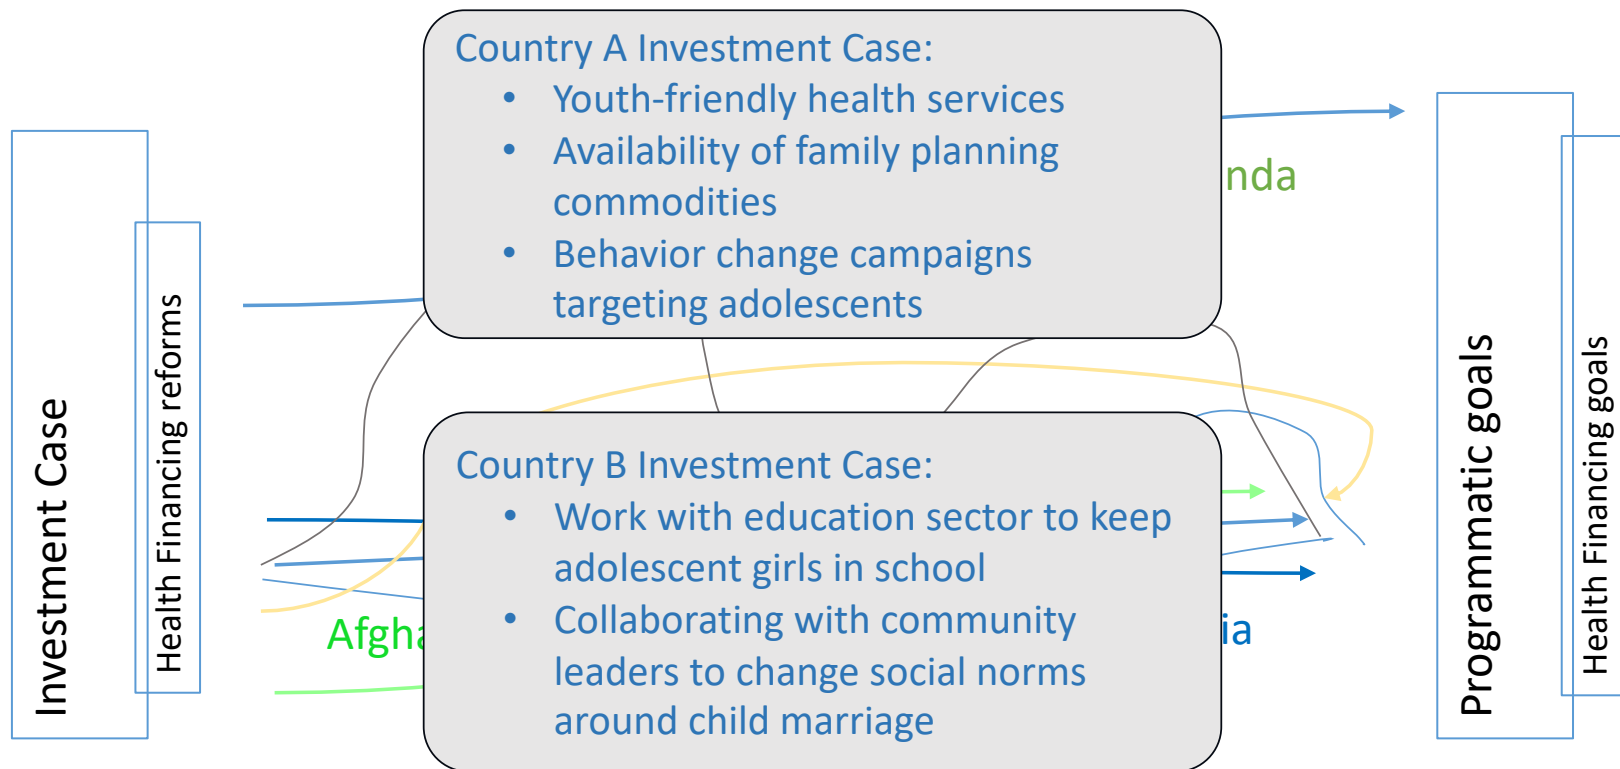 Investment Case
Health Financing reforms
Country A Investment Case:
• Youth-friendly health services
• Availability of family planning
commodities
• Behavior change campaigns
targeting adolescents
nda
Country B Investment Case:
• Work with education sector to keep
adolescent girls in school
• Collaborating with community
leaders to change social norms
around child marriage
Afgha
ia
Programmatic goals
Health Financing goals